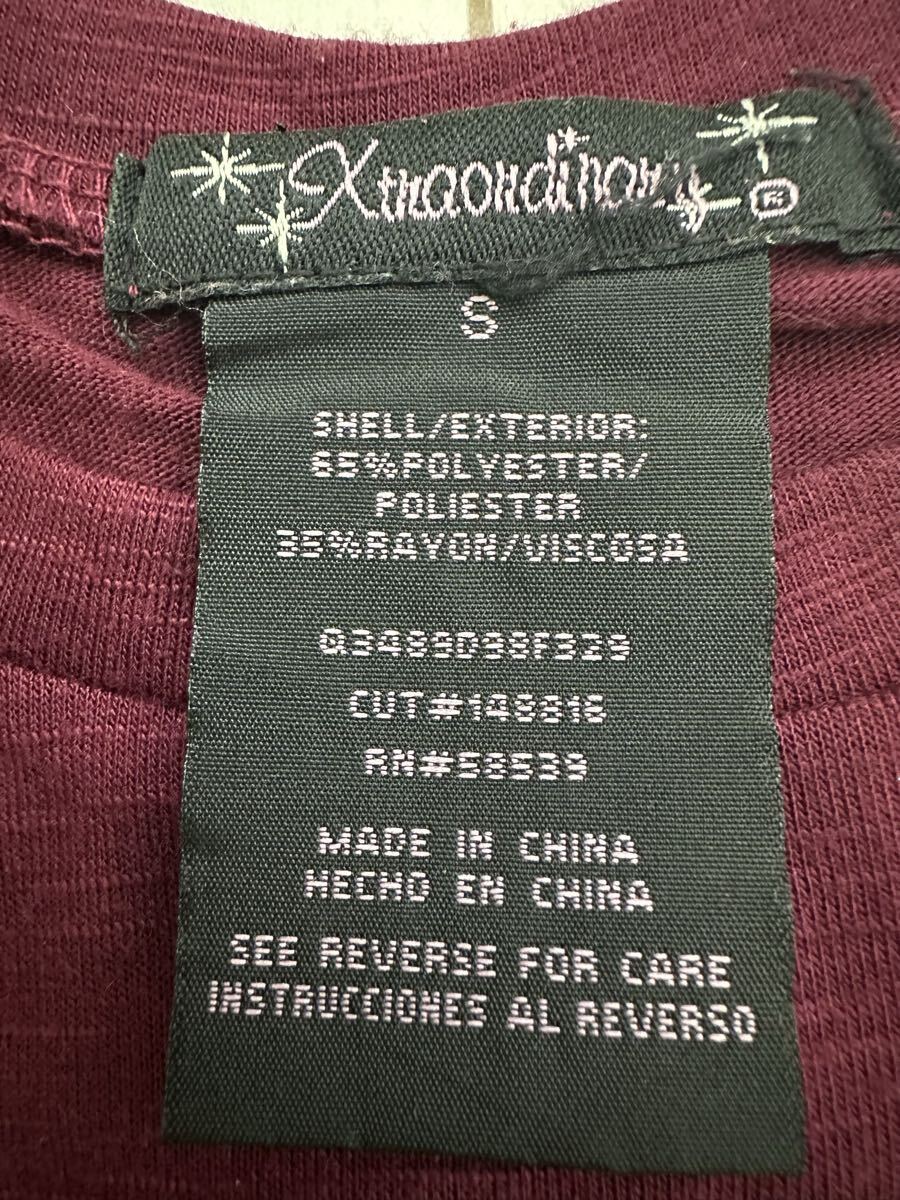 Xtraordinary ®
S
SHELL/EXTERIOR:
65%POLYESTER/
POLIESTER
35%RAYON/VISCOSA
CUT#148818
RN#58539
MADE IN CHINA
HECHO EN CHINA
SEE REVERSE FOR CARE
INSTRUCCIONES AL REVERSO